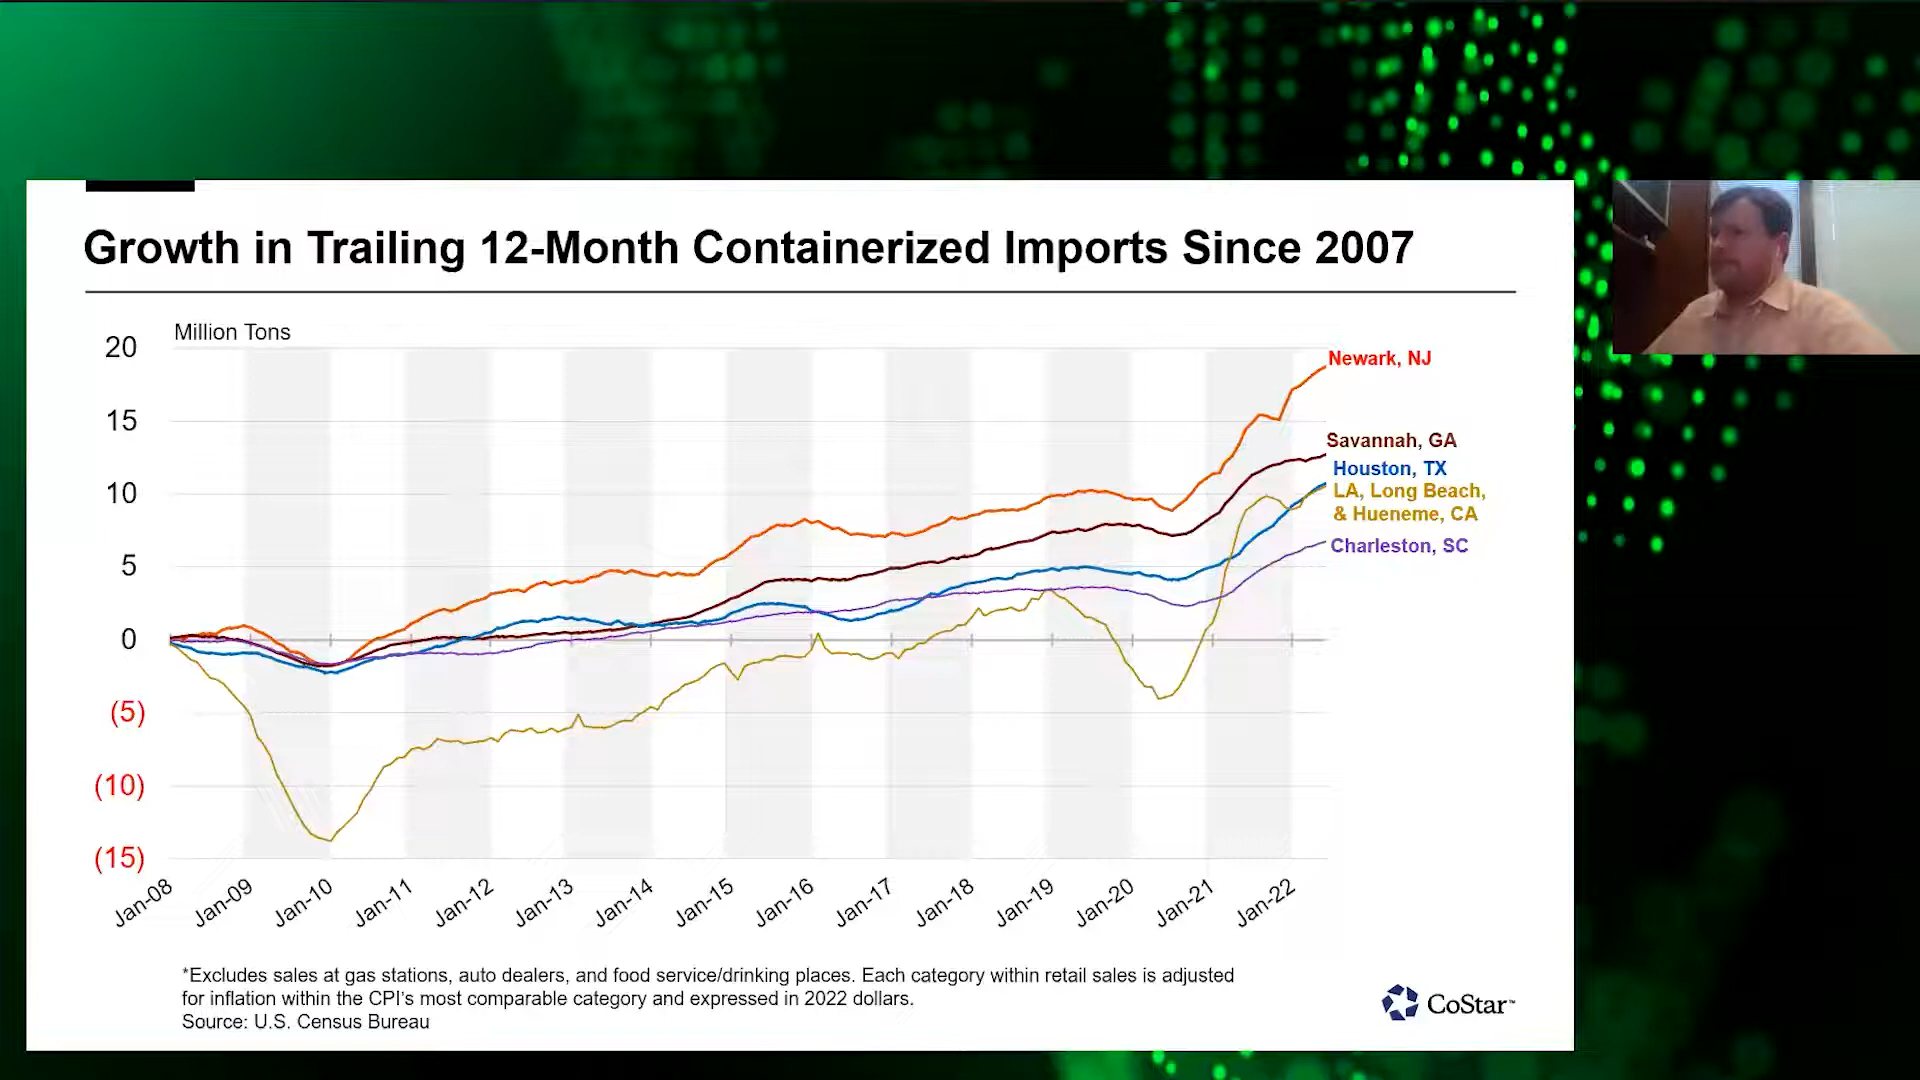 Growth in Trailing 12-Month Containerized Imports Since 2007
Million Tons
20
15
10
5
0
(5)
(10)
(15)
Newark, NJ
Savannah, GA
Houston, TX
LA, Long Beach,
& Hueneme, CA
Charleston, SC
Jan-08
Jan-09
Jan-10
Jan-11
Jan-12
Jan-13
Jan-14
Jan-15
Jan-16
Jan-17
Jan-18
Jan-19
Jan-20
Jan-21
Jan-22
*Excludes sales at gas stations, auto dealers, and food service/drinking places. Each category within retail sales is adjusted
for inflation within the CPI's most comparable category and expressed in 2022 dollars.
Source: U.S. Census Bureau
CoStar™